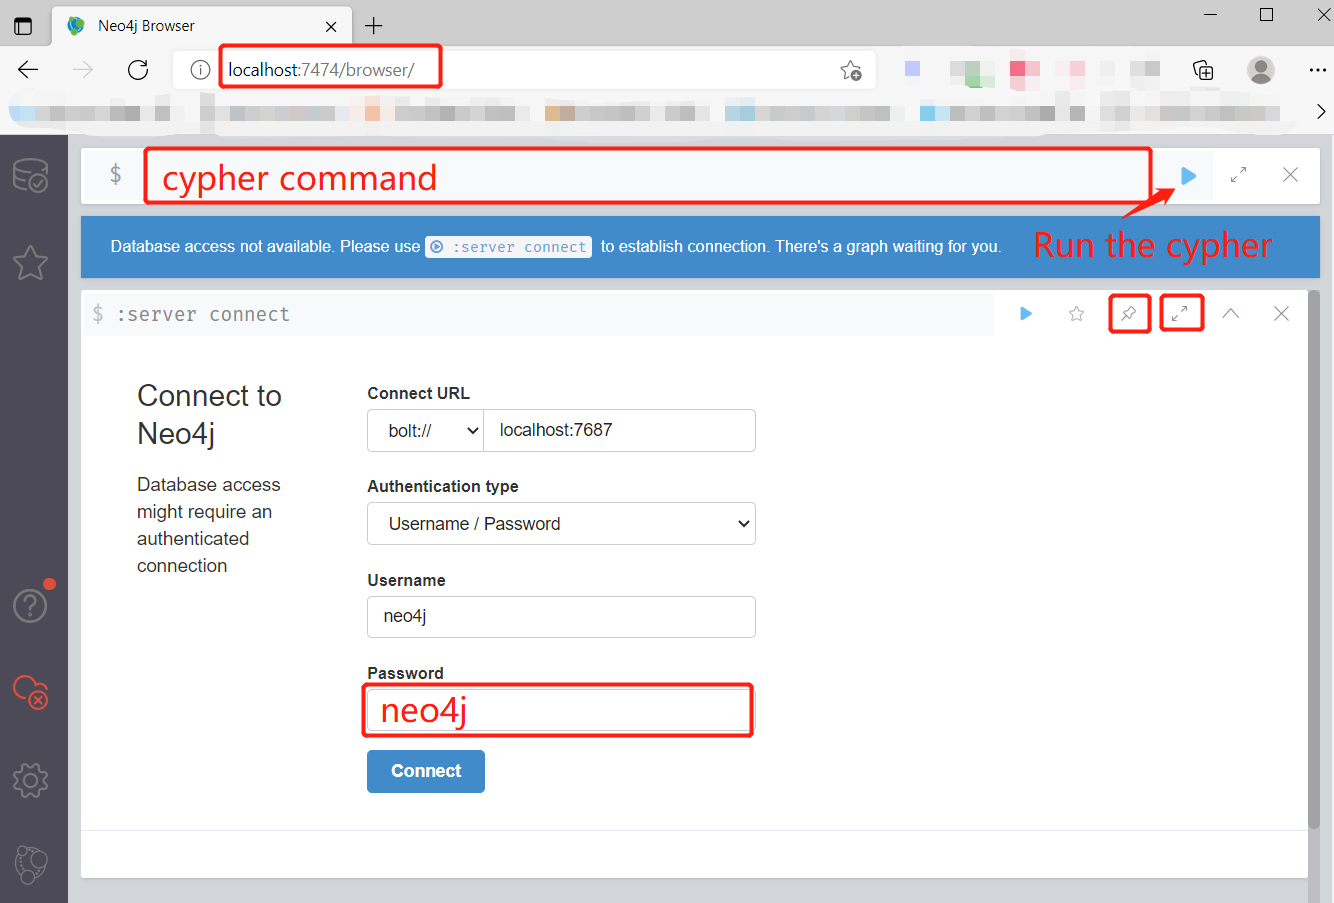 Neo4j Browser
localhost:7474/browser/
$ cypher command
Database access not available. Please use :server connect to establish connection. There's a graph waiting for you.
Run the cypher
$ :server connect
Connect to
Neo4j
Database access
might require an
authenticated
connection
Connect URL
bolt:// localhost:7687
Authentication type
Username / Password
Username
neo4j
Password
neo4j
Connect